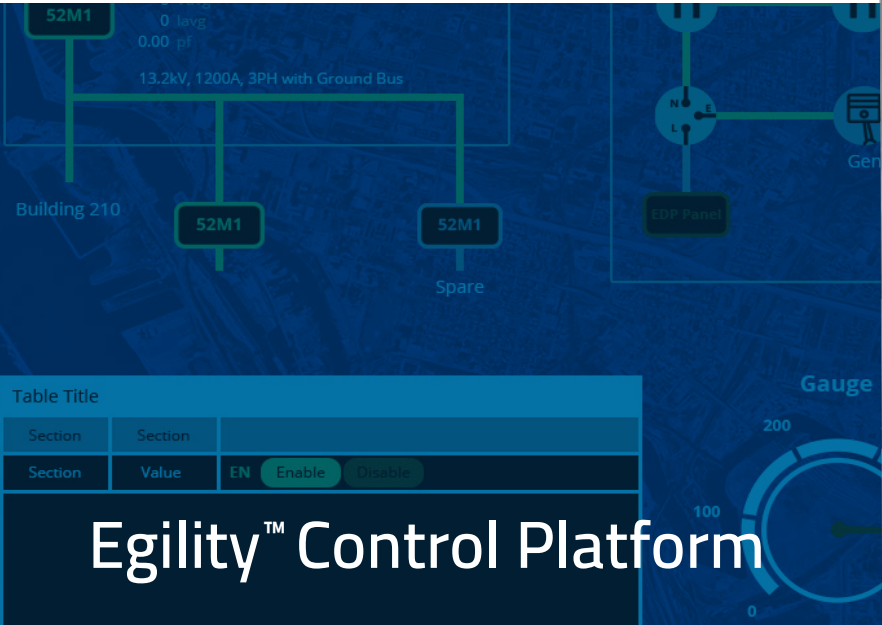 52M1
0 Iavg
0.00 pf
13.2kV, 1200A, 3PH with Ground Bus
N
E
L
Gen
Building 210
52M1
52M1
EDP Panel
Spare
Table Title
Gauge
Section Section
200
Section Value EN Enable Disable
100
Egility™ Control Platform
0